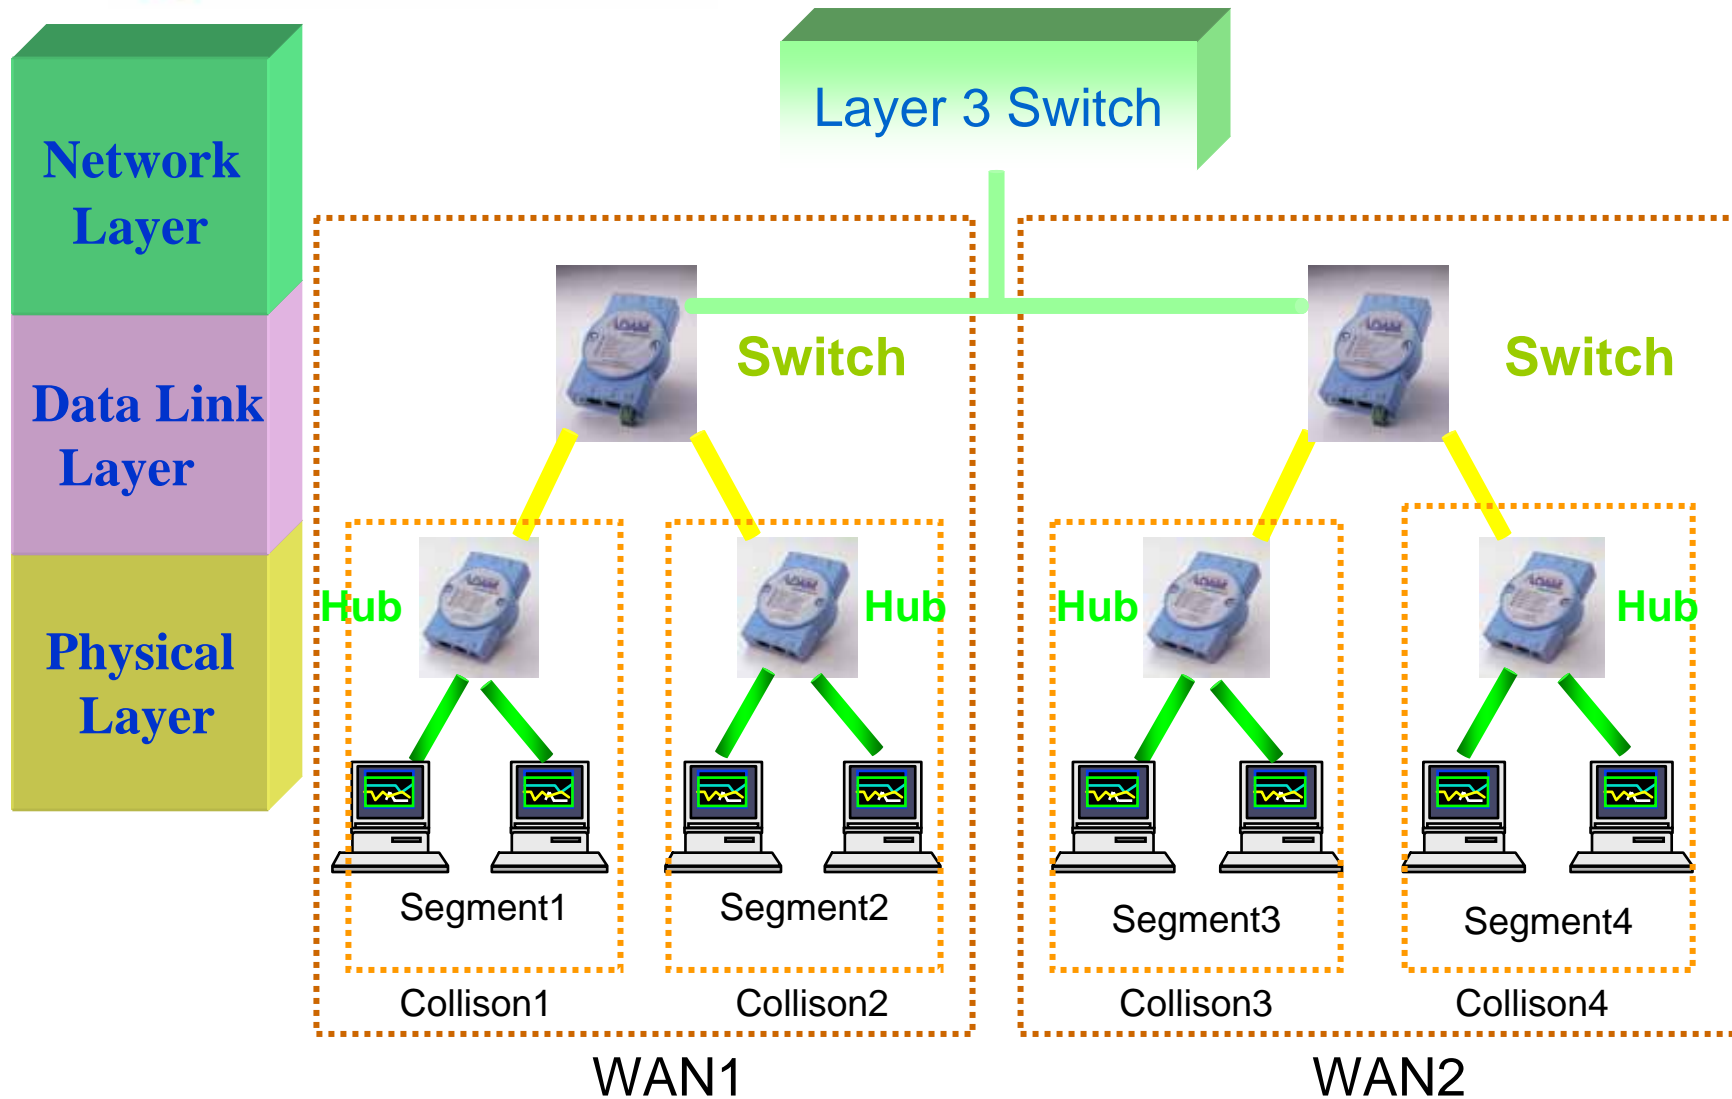 Layer 3 Switch
Network
Layer
Data Link
Layer
Physical
Layer
Switch
Switch
Hub
Hub
Hub
Hub
Segment1
Segment2
Segment3
Segment4
Collison1
Collison2
Collison3
Collison4
WAN1
WAN2